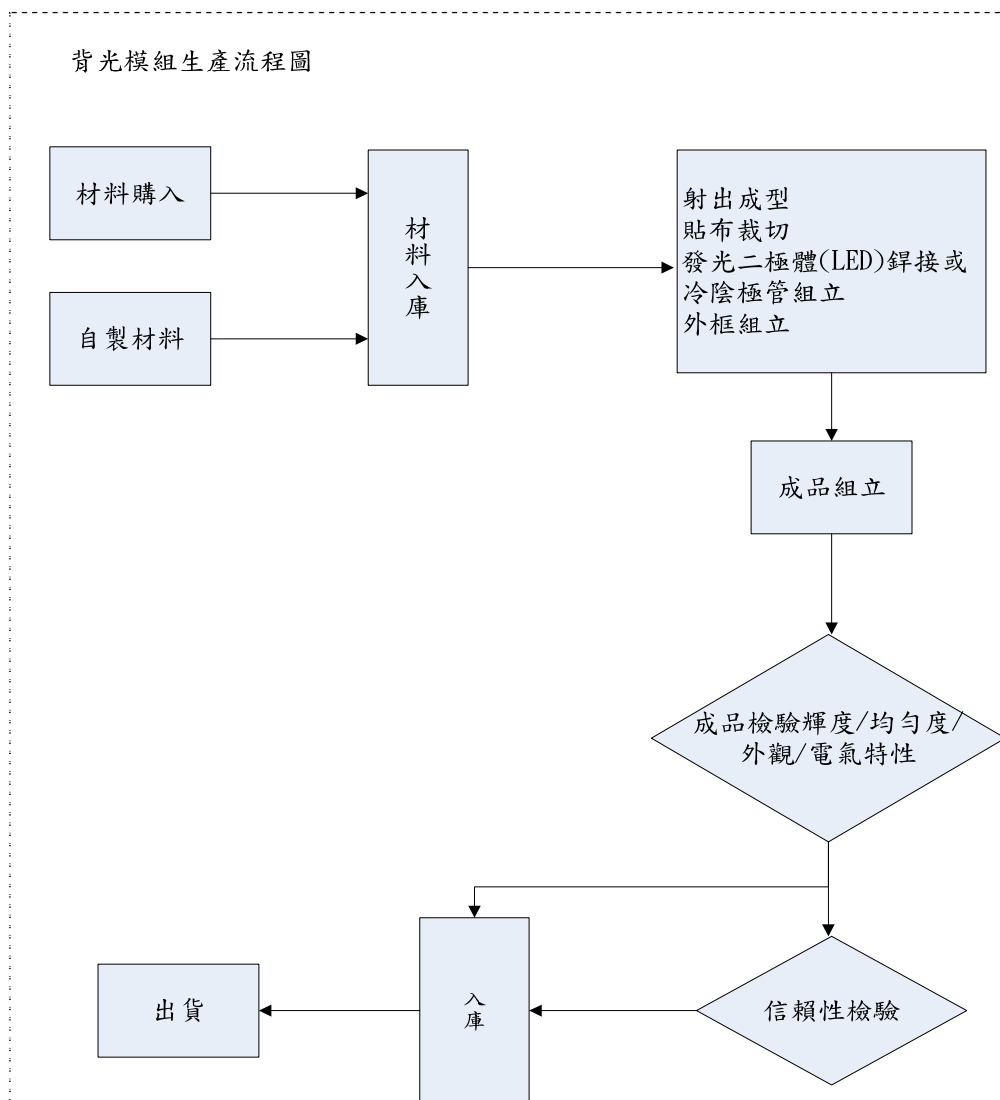 背光模組生產流程圖
材料購入
自製材料
材
料
入
庫
射出成型
貼布裁切
發光二極體(LED)銲接或
冷陰極管組立
外框組立
成品組立
成品檢驗輝度/均勻度/
外觀/電氣特性
信賴性檢驗
入
庫
出貨